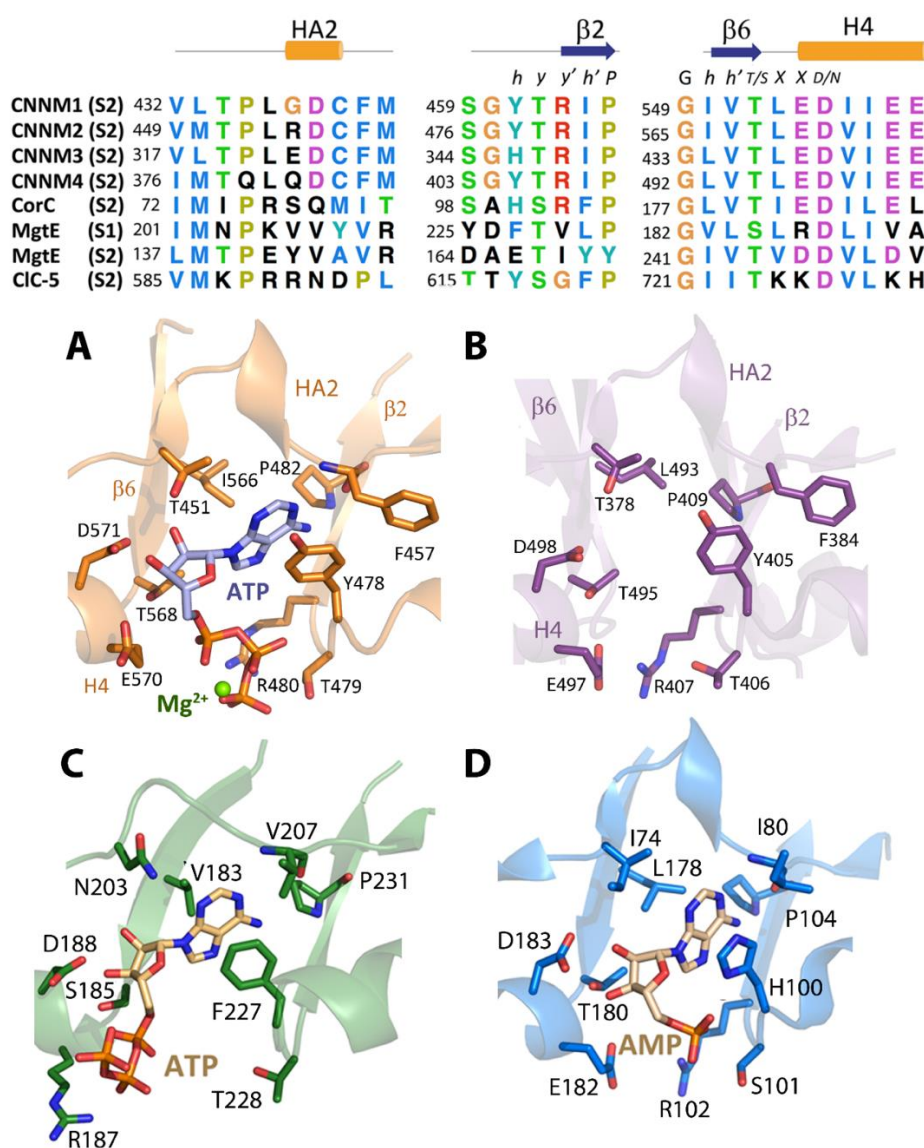 HA2 β2 β6 H4
h y y' h' P G h h' T/S X X D/N
CNNM1 (S2) 432 V L T P L G D C F M 459 S G Y T R I P 549 G I V T L E D I I E E
CNNM2 (S2) 449 V M T P L R D C F M 476 S G Y T R I P 565 G I V T L E D V I E E
CNNM3 (S2) 317 V L T P L E D C F M 344 S G H T R I P 433 G L V T L E D V I E E
CNNM4 (S2) 376 I M T Q L Q D C F M 403 S G Y T R I P 492 G L V T L E D V I E E
CorC (S2) 72 I M I P R S Q M I T 98 S A H S R F P 177 G L V T I E D I L E L
MgtE (S1) 201 I M N P K V V Y V R 225 Y D F T V L P 182 G V L S L R D L I V A
MgtE (S2) 137 L M T P E Y V A V R 164 D A E T I Y Y 241 G I V T V D D V D V
ClC-5 (S2) 585 V M K P R R N D P L 615 T T Y S G F P 721 G I I T K K D V L K H
A
HA2
β2
β6
I566
P482
T451
D571
F457
ATP
Y478
T568
H4
E570
R480
T479
Mg²⁺
B
HA2
β6
β2
L493
T378
P409
F384
D498
Y405
T495
H4
E497
R407
T406
C
V207
V183
P231
N203
D188
S185
F227
ATP
T228
R187
D
I74
I80
L178
P104
D183
H100
T180
AMP
E182
S101
R102